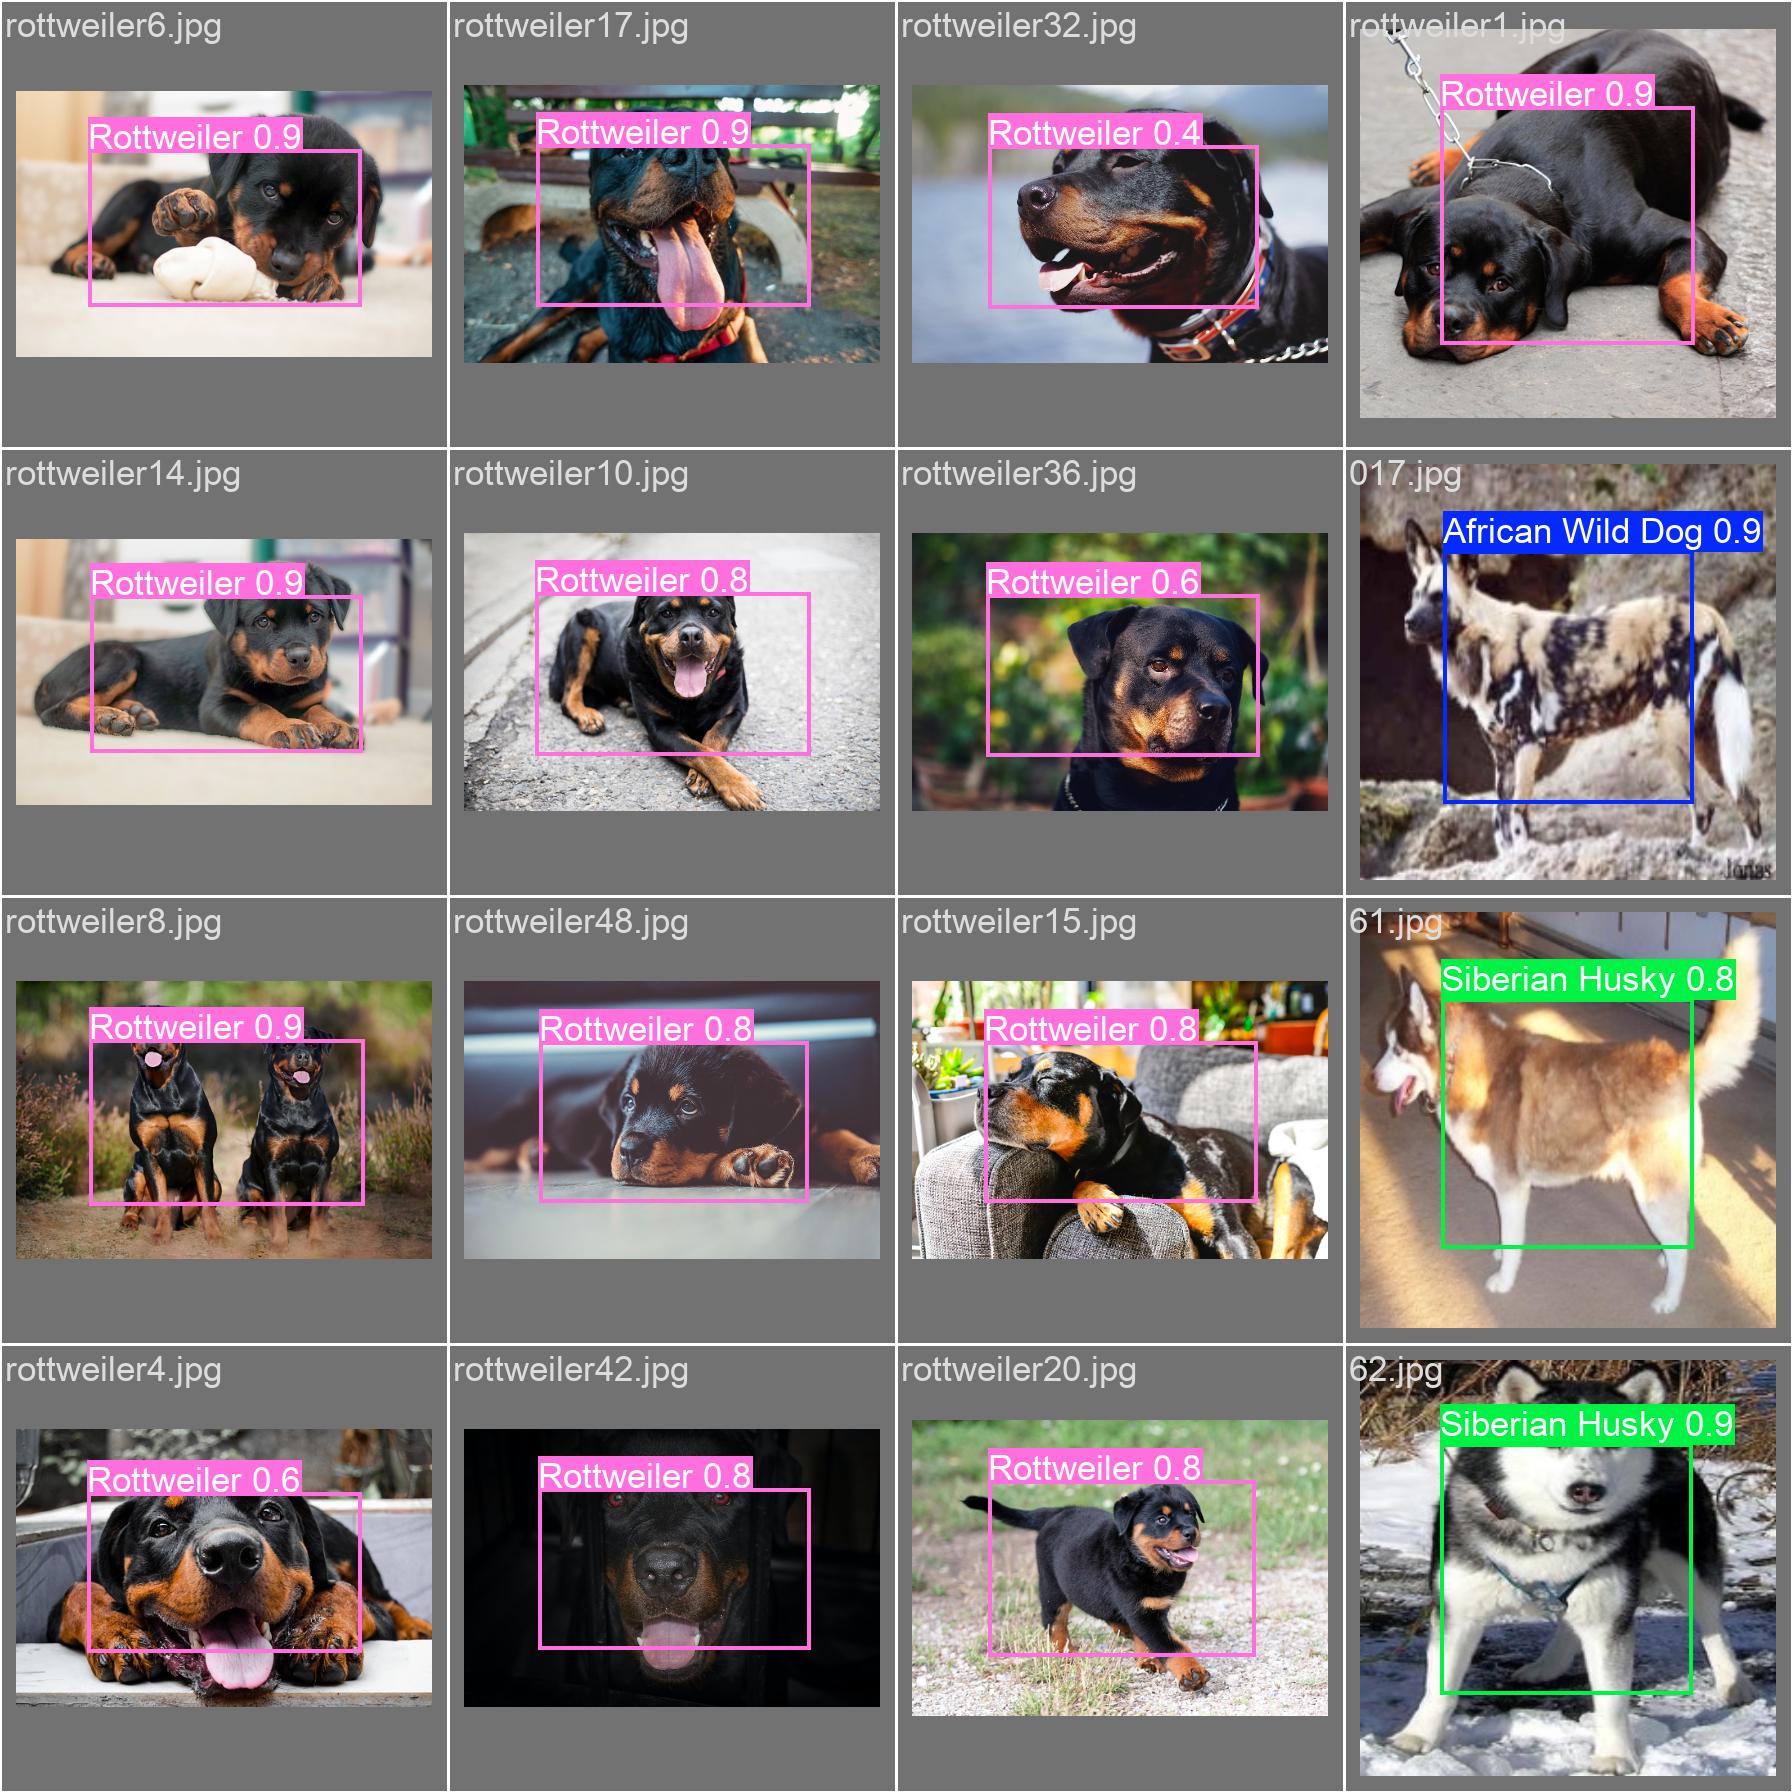 rottweiler6.jpg
Rottweiler 0.9
rottweiler17.jpg
Rottweiler 0.9
rottweiler32.jpg
Rottweiler 0.4
rottweiler1.jpg
Rottweiler 0.9
rottweiler14.jpg
Rottweiler 0.9
rottweiler10.jpg
Rottweiler 0.8
rottweiler36.jpg
Rottweiler 0.6
017.jpg
African Wild Dog 0.9
Jonas
rottweiler8.jpg
Rottweiler 0.9
rottweiler48.jpg
Rottweiler 0.8
rottweiler15.jpg
Rottweiler 0.8
61.jpg
Siberian Husky 0.8
rottweiler4.jpg
Rottweiler 0.6
rottweiler42.jpg
Rottweiler 0.8
rottweiler20.jpg
Rottweiler 0.8
62.jpg
Siberian Husky 0.9